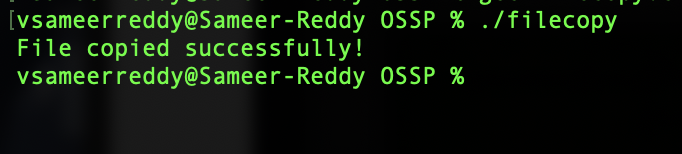 [vsameerreddy@Sameer-Reddy OSSP % ./filecopy
File copied successfully!
vsameerreddy@Sameer-Reddy OSSP %